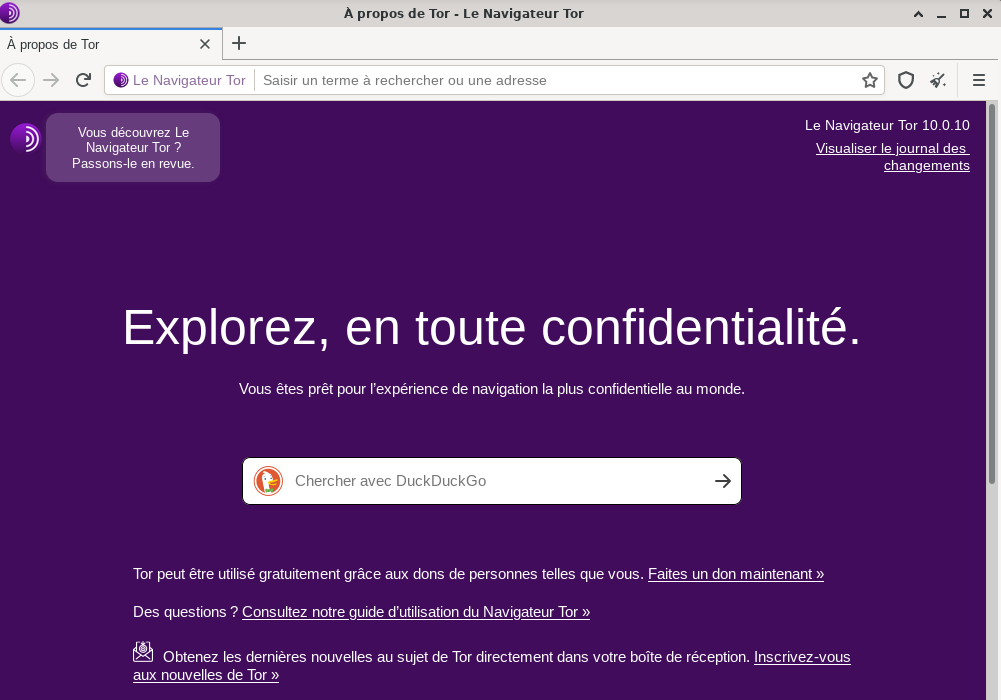 À propos de Tor - Le Navigateur Tor
À propos de Tor
Le Navigateur Tor
Saisir un terme à rechercher ou une adresse
Vous découvrez Le
Navigateur Tor ?
Passons-le en revue.
Le Navigateur Tor 10.0.10
Visualiser le journal des
changements
Explorez, en toute confidentialité.
Vous êtes prêt pour l’expérience de navigation la plus confidentielle au monde.
Chercher avec DuckDuckGo
Tor peut être utilisé gratuitement grâce aux dons de personnes telles que vous. Faites un don maintenant »
Des questions ? Consultez notre guide d’utilisation du Navigateur Tor »
Obtenez les dernières nouvelles au sujet de Tor directement dans votre boîte de réception. Inscrivez-vous
aux nouvelles de Tor »